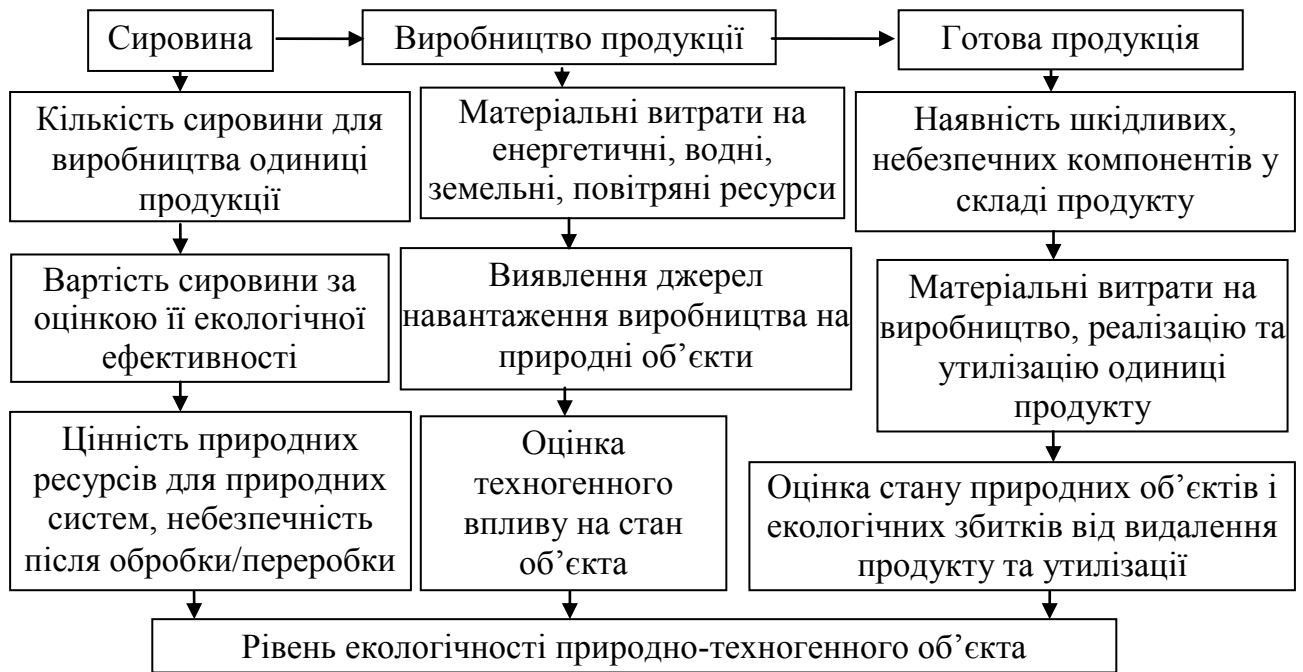 Сировина
Виробництво продукції
Готова продукція
Кількість сировини для
виробництва одиниці
продукції
Матеріальні витрати на
енергетичні, водні,
земельні, повітряні ресурси
Наявність шкідливих,
небезпечних компонентів у
складі продукту
Вартість сировини за
оцінкою її екологічної
ефективності
Виявлення джерел
навантаження виробництва на
природні об’єкти
Матеріальні витрати на
виробництво, реалізацію та
утилізацію одиниці
продукту
Цінність природних
ресурсів для природних
систем, небезпечність
після обробки/переробки
Оцінка
техногенного
впливу на стан
об’єкта
Оцінка стану природних об’єктів і
екологічних збитків від видалення
продукту та утилізації
Рівень екологічності природно-техногенного об’єкта